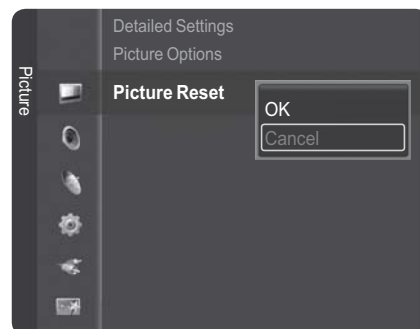 Picture
Detailed Settings
Picture Options
Picture Reset
OK
Cancel